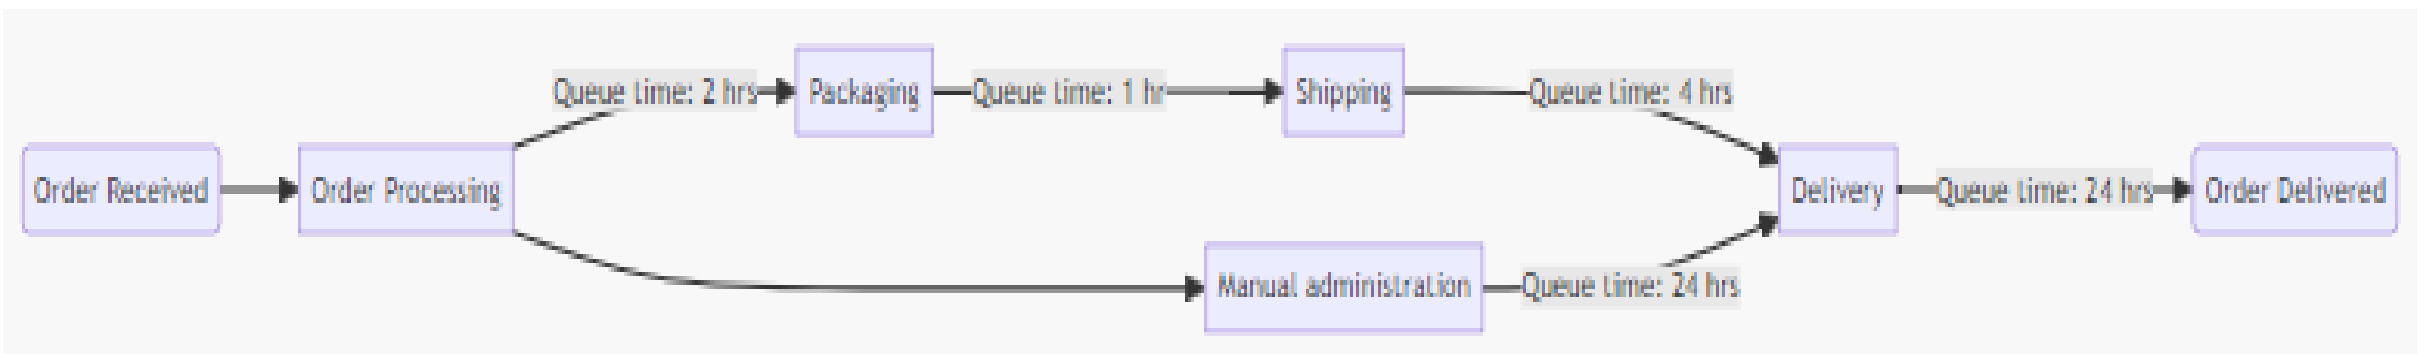 Order Received
Order Processing
Queue time: 2 hrs
Packaging
Queue time: 1 hr
Shipping
Queue time: 4 hrs
Manual administration
Queue time: 24 hrs
Delivery
Queue time: 24 hrs
Order Delivered